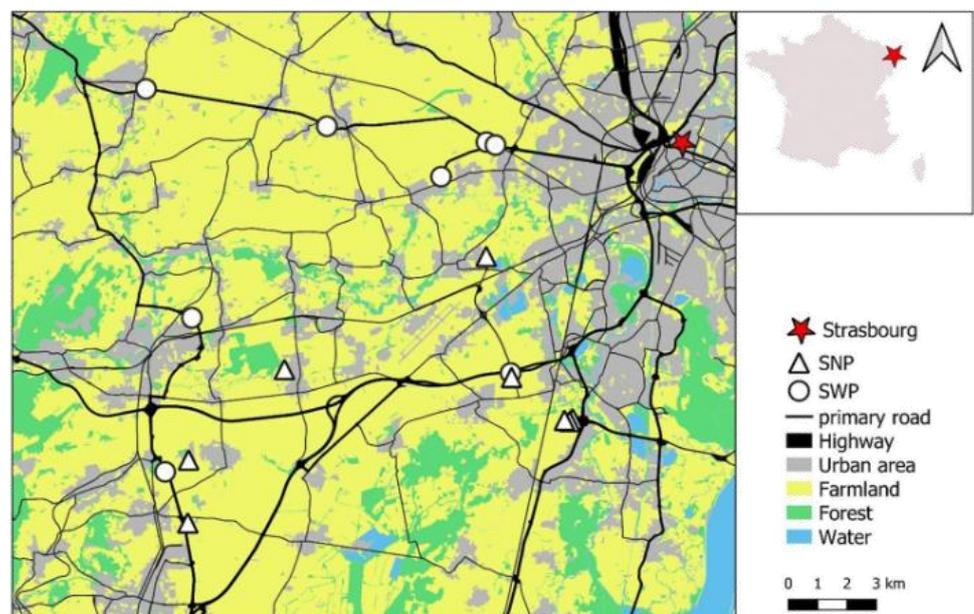 Strasbourg
SNP
SWP
primary road
Highway
Urban area
Farmland
Forest
Water
0 1 2 3 km